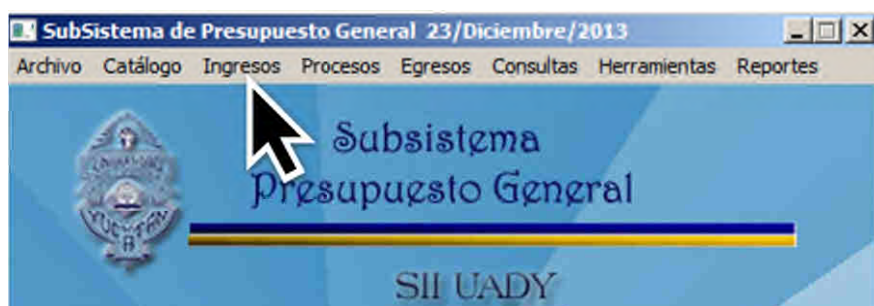 SubSistema de Presupuesto General 23/Diciembre/2013
Archivo Catálogo Ingresos Procesos Egresos Consultas Herramientas Reportes
Subsistema
Presupuesto General
SII UADY